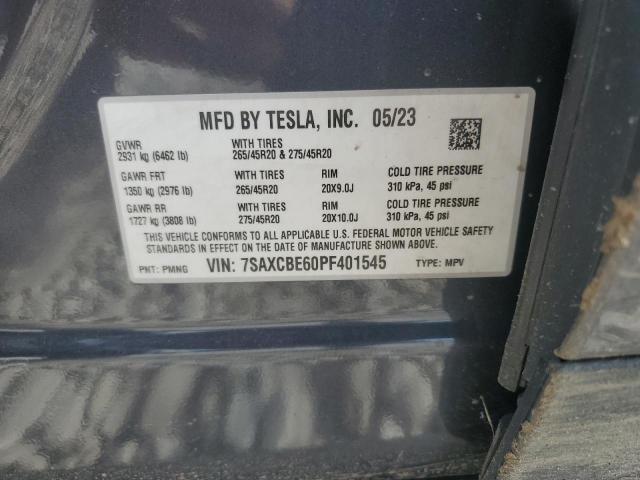 MFD BY TESLA, INC. 05/23
GVWR WITH TIRES
2931 kg (6462 lb) 265/45R20 & 275/45R20
GAWR FRT WITH TIRES RIM COLD TIRE PRESSURE
1350 kg (2976 lb) 265/45R20 20X9.0J 310 kPa, 45 psi
GAWR RR WITH TIRES RIM COLD TIRE PRESSURE
1727 kg (3808 lb) 275/45R20 20X10.0J 310 kPa, 45 psi
THIS VEHICLE CONFORMS TO ALL APPLICABLE U.S. FEDERAL MOTOR VEHICLE SAFETY
AND THEFT PREVENTION STANDARDS IN EFFECT ON THE DATE OF MANUFACTURE SHOWN ABOVE.
PNT: PMNG VIN: 7SAXCBE60PF401545 TYPE: MPV